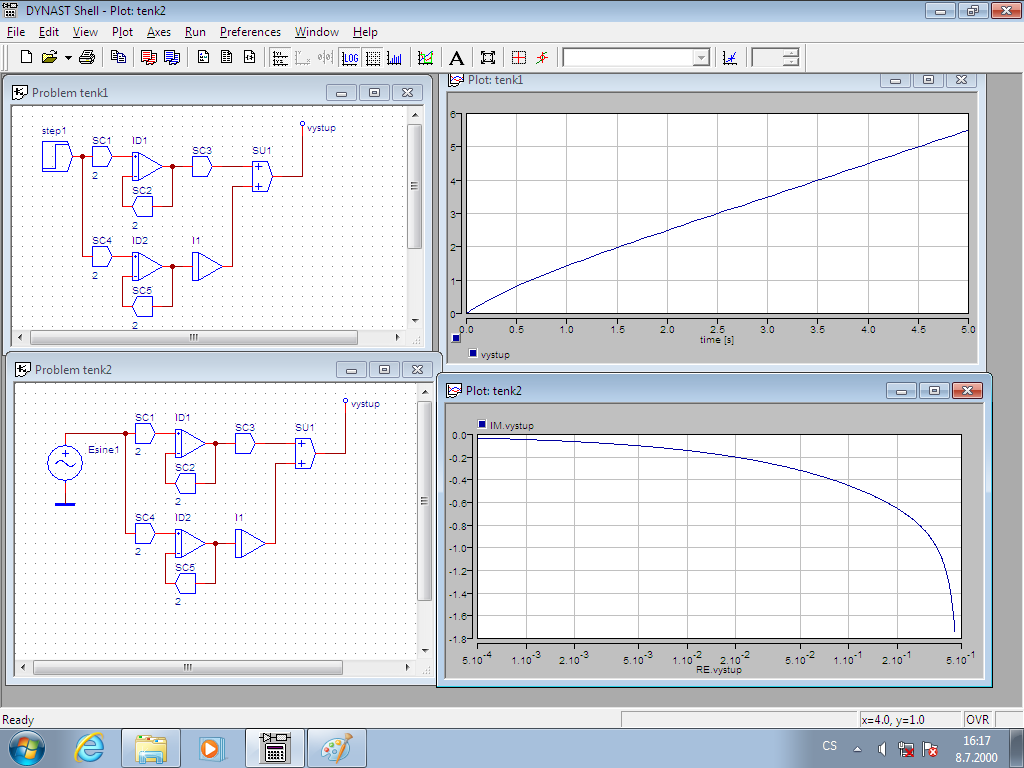 DYNAST Shell - Plot: tenk2
File Edit View Plot Axes Run Preferences Window Help
LOG A
Problem tenk1
step1
SC1
ID1
SC3
SU1
vystup
2
SC2
2
SC4
ID2
I1
2
SC5
2
Plot: tenk1
6
5
4
3
2
1
0
0.0 0.5 1.0 1.5 2.0 2.5 3.0 3.5 4.0 4.5 5.0
time [s]
vystup
Problem tenk2
vystup
SC1
ID1
SC3
SU1
Esine1
2
SC2
2
SC4
ID2
I1
2
SC5
2
Plot: tenk2
IM.vystup
0.0
-0.2
-0.4
-0.6
-0.8
-1.0
-1.2
-1.4
-1.6
-1.8
5.10-4 1.10-3 2.10-3 5.10-3 1.10-2 2.10-2 5.10-2 1.10-1 2.10-1 5.10-1
RE.vystup
Ready
x=4.0, y=1.0 OVR
CS
16:17
8.7.2000